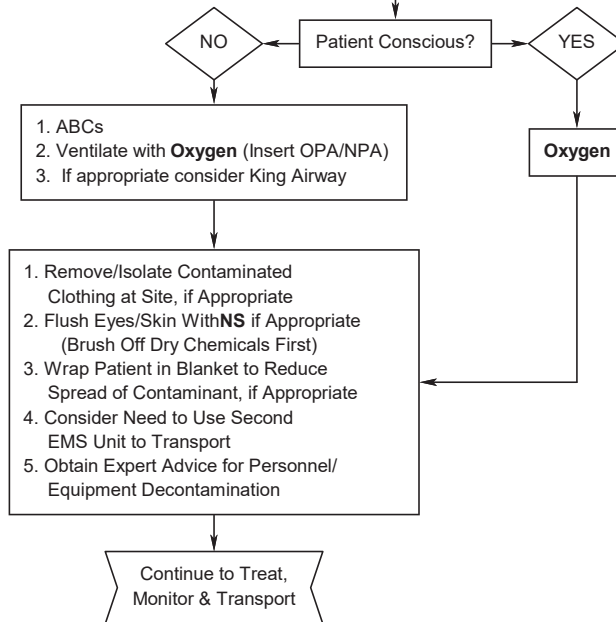 NO
Patient Conscious?
YES
1. ABCs
2. Ventilate with Oxygen (Insert OPA/NPA)
3. If appropriate consider King Airway
Oxygen
1. Remove/Isolate Contaminated
Clothing at Site, if Appropriate
2. Flush Eyes/Skin WithNS if Appropriate
(Brush Off Dry Chemicals First)
3. Wrap Patient in Blanket to Reduce
Spread of Contaminant, if Appropriate
4. Consider Need to Use Second
EMS Unit to Transport
5. Obtain Expert Advice for Personnel/
Equipment Decontamination
Continue to Treat,
Monitor & Transport